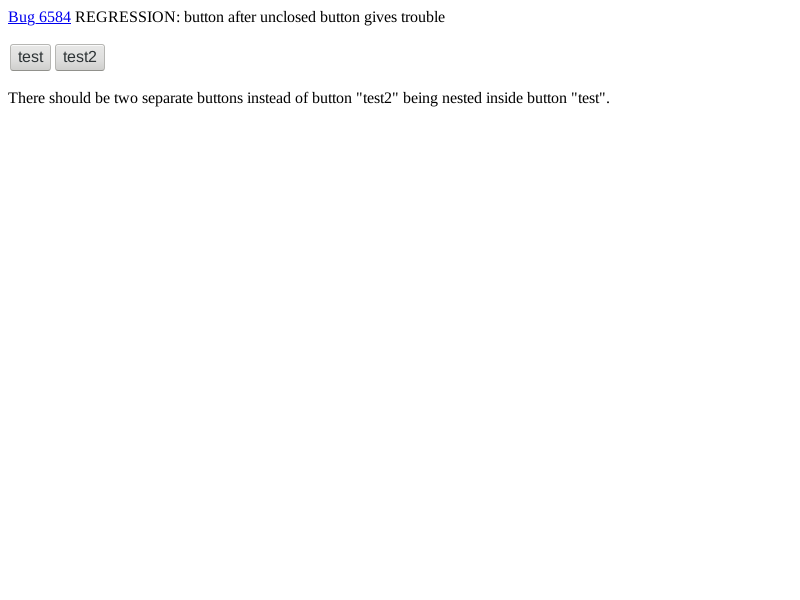 Bug 6584 REGRESSION: button after unclosed button gives trouble
test test2
There should be two separate buttons instead of button "test2" being nested inside button "test".